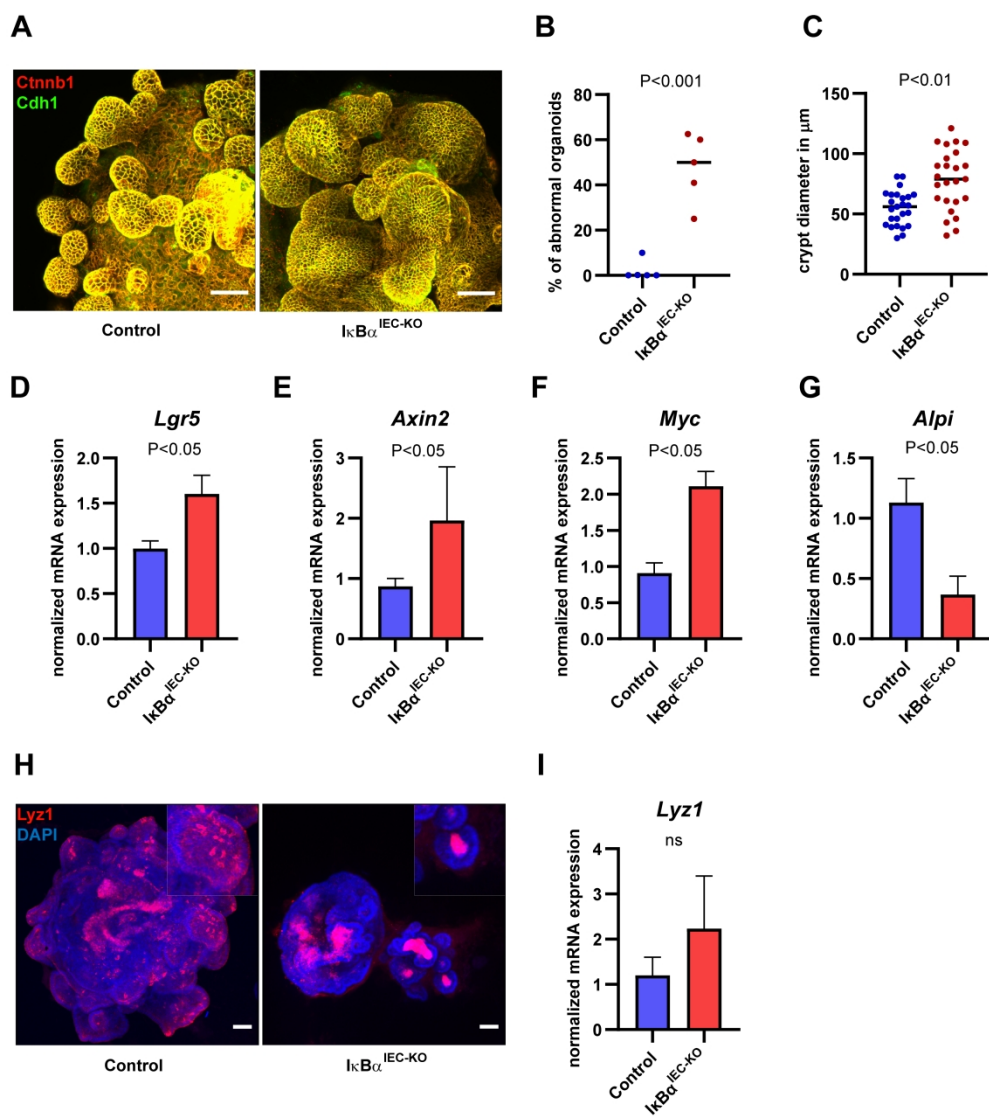 A
Ctnnb1
Cdh1
Control
IκBα^IEC-KO
B
P<0.001
% of abnormal organoids
80
60
40
20
0
Control
IκBα^IEC-KO
C
P<0.01
crypt diameter in μm
150
100
50
0
Control
IκBα^IEC-KO
D
Lgr5
P<0.05
normalized mRNA expression
2.0
1.5
1.0
0.5
0.0
Control
IκBα^IEC-KO
E
Axin2
P<0.05
normalized mRNA expression
3
2
1
0
Control
IκBα^IEC-KO
F
Myc
P<0.05
normalized mRNA expression
2.5
2.0
1.5
1.0
0.5
0.0
Control
IκBα^IEC-KO
G
Alpi
P<0.05
normalized mRNA expression
1.5
1.0
0.5
0.0
Control
IκBα^IEC-KO
H
Lyz1
DAPI
Control
IκBα^IEC-KO
I
Lyz1
ns
normalized mRNA expression
4
3
2
1
0
Control
IκBα^IEC-KO